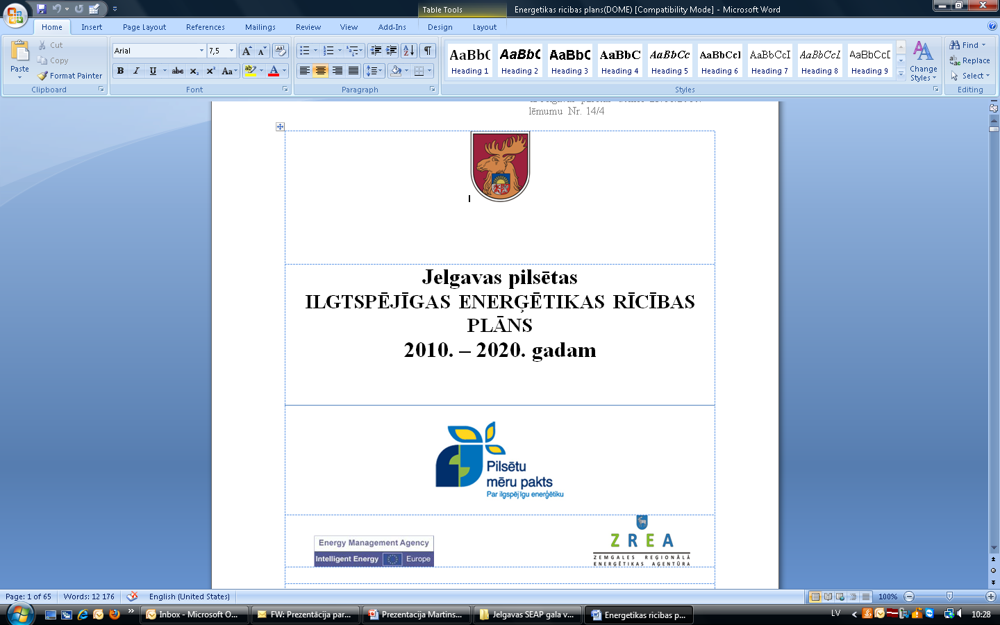 Table Tools
Energetikas ricibas plans(DOME) [Compatibility Mode] - Microsoft Word
Home Insert Page Layout References Mailings Review View Add-Ins Design Layout
Paste
Cut
Copy
Format Painter
Clipboard
Arial 7,5
B I U abc x₂ x² Aa
Font
Paragraph
AaBbC AaBbC AaBbC AaBbC AaBbCc AaBbCcI AaBbCcI AaBbCcI AaBbCcD
Heading 1 Heading 2 Heading 3 Heading 4 Heading 5 Heading 6 Heading 7 Heading 8 Heading 9
Styles
Change Styles
Find
Replace
Select
Editing
lēmumu Nr. 14/4
Jelgavas pilsētas
ILGTSPĒJĪGAS ENERĢĒTIKAS RĪCĪBAS
PLĀNS
2010. – 2020. gadam
Pilsētu
mēru pakts
Par ilgspējīgu enerģētiku
Energy Management Agency
Intelligent Energy Europe
ZREA
ZEMGALES REĢIONĀLĀ
ENERĢĒTIKAS AĢENTŪRA
Page: 1 of 65 Words: 12 176 English (United States) 100%
Inbox - Microsoft O... FW: Prezentācija par... Prezentacija Martins... Jelgavas SEAP gala v... Energetikas ricibas p... LV 10:28